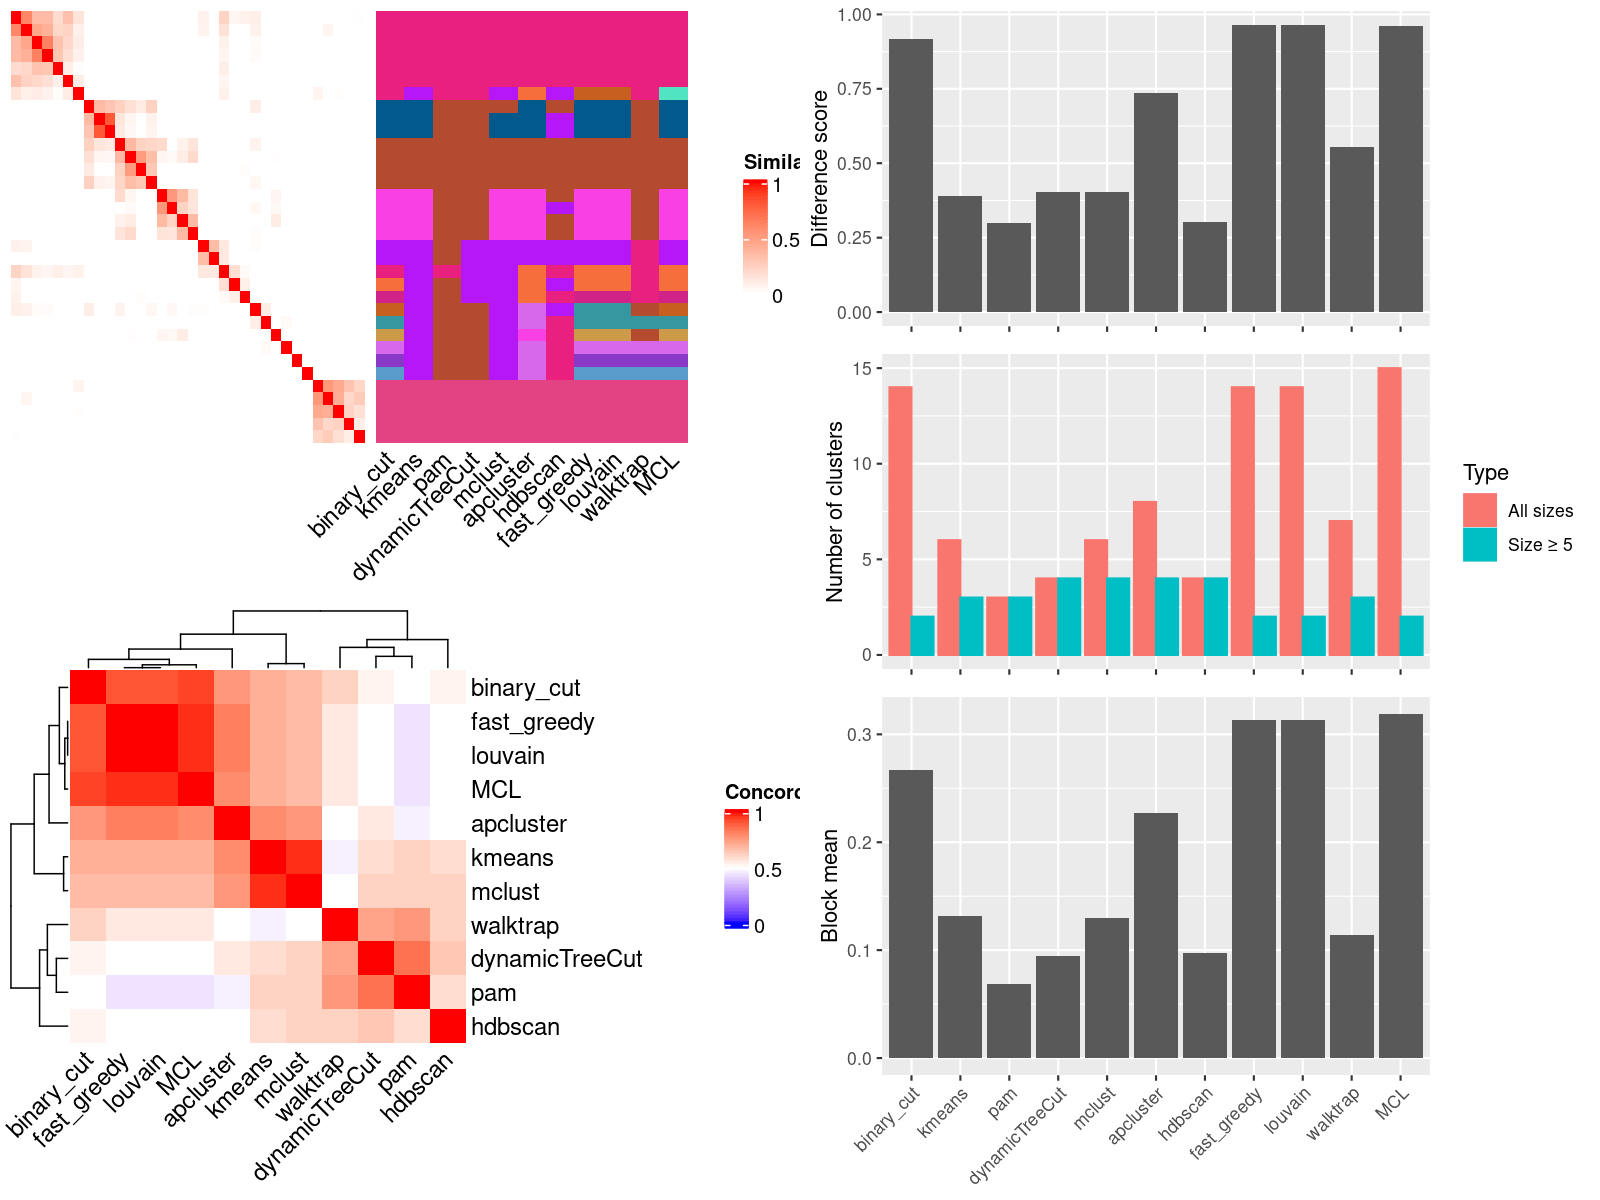 Simila
1
0.5
0
binary_cut
kmeans
pam
dynamicTreeCut
mclust
apcluster
hdbscan
fast_greedy
louvain
walktrap
MCL
Difference score
1.00
0.75
0.50
0.25
0.00
Number of clusters
15
10
5
0
Type
All sizes
Size ≥ 5
binary_cut
fast_greedy
louvain
MCL
apcluster
kmeans
mclust
walktrap
dynamicTreeCut
pam
hdbscan
binary_cut
fast_greedy
louvain
MCL
apcluster
kmeans
mclust
walktrap
dynamicTreeCut
pam
hdbscan
Concord
1
0.5
0
Block mean
0.3
0.2
0.1
0.0
binary_cut
kmeans
pam
dynamicTreeCut
mclust
apcluster
hdbscan
fast_greedy
louvain
walktrap
MCL